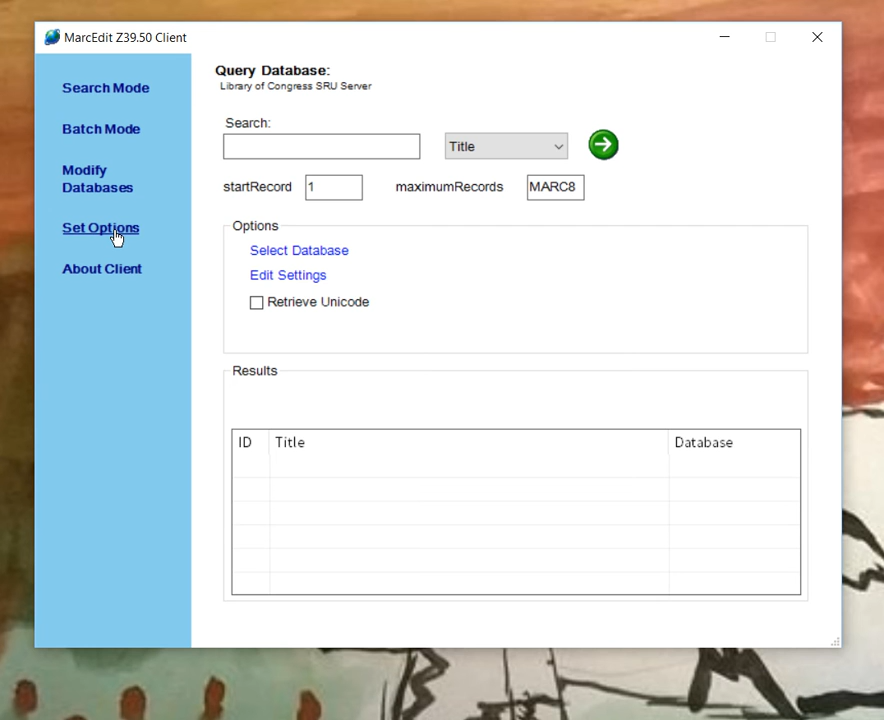 MarcEdit Z39.50 Client
Search Mode
Batch Mode
Modify
Databases
Set Options
About Client
Query Database:
Library of Congress SRU Server
Search:
Title
startRecord 1 maximumRecords MARC8
Options
Select Database
Edit Settings
Retrieve Unicode
Results
ID Title Database